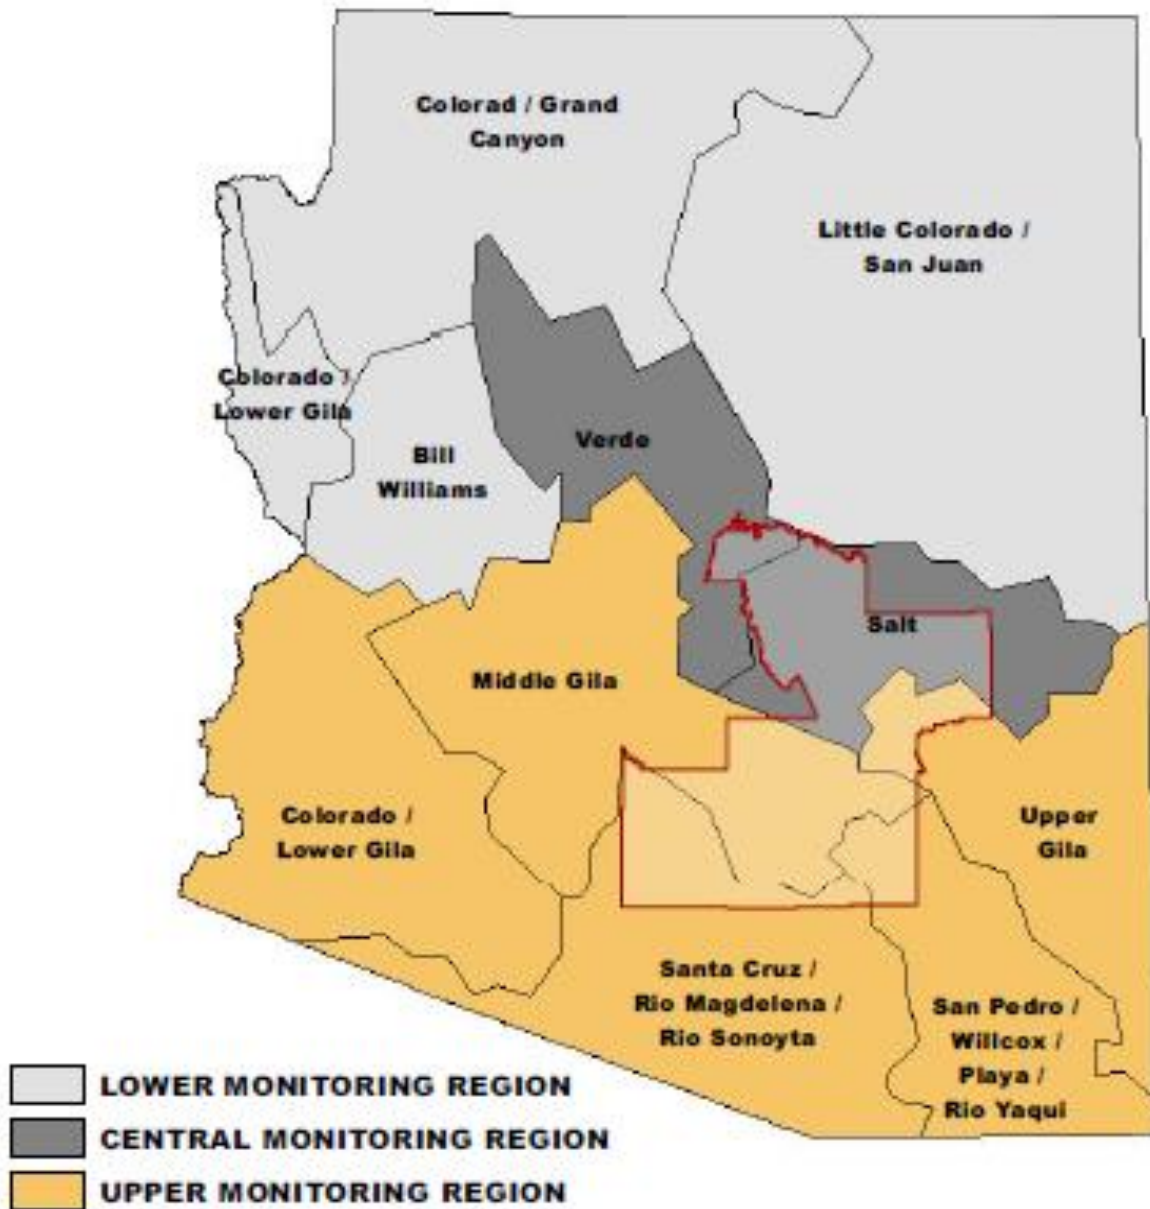 Colorad / Grand
Canyon
Little Colorado /
San Juan
Colorado /
Lower Gila
Verde
Bill
Williams
Salt
Middle Gila
Colorado /
Lower Gila
Upper
Gila
Santa Cruz /
Rio Magdelena /
Rio Sonoyta
San Pedro /
Willcox /
Playa /
Rio Yaqui
LOWER MONITORING REGION
CENTRAL MONITORING REGION
UPPER MONITORING REGION